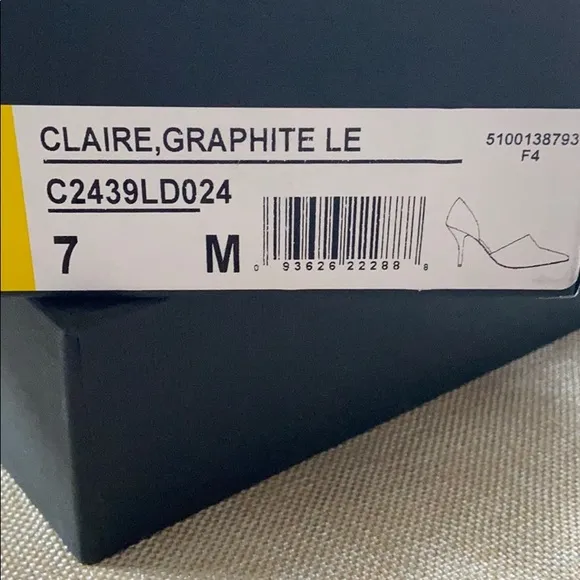 CLAIRE,GRAPHITE LE
5100138793
F4
C2439LD024
7 M
0 93626 22288 8